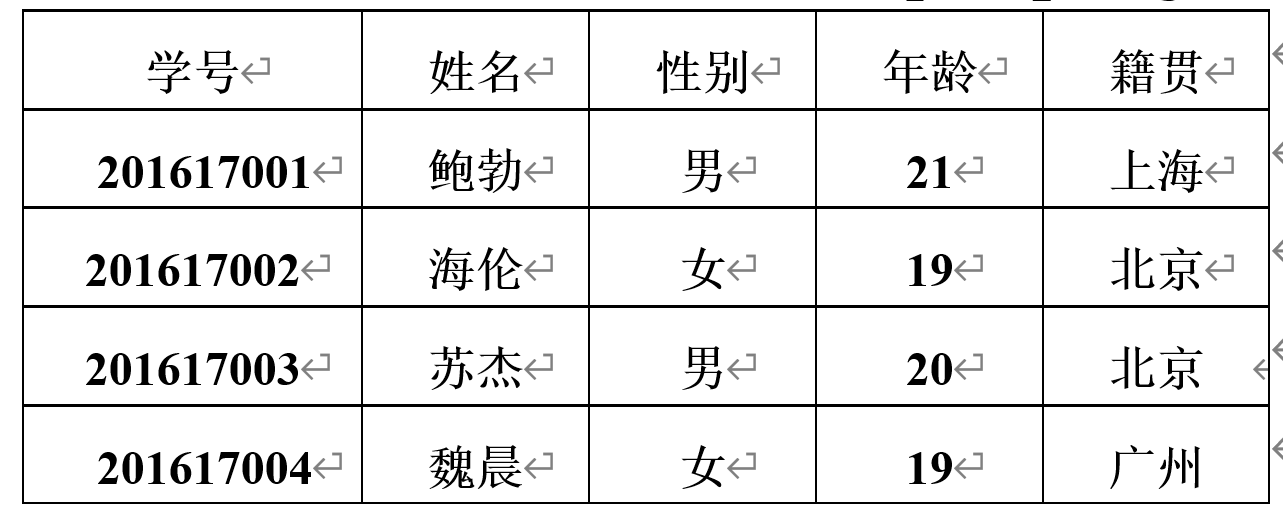 学号 姓名 性别 年龄 籍贯
201617001 鲍勃 男 21 上海
201617002 海伦 女 19 北京
201617003 苏杰 男 20 北京
201617004 魏晨 女 19 广州